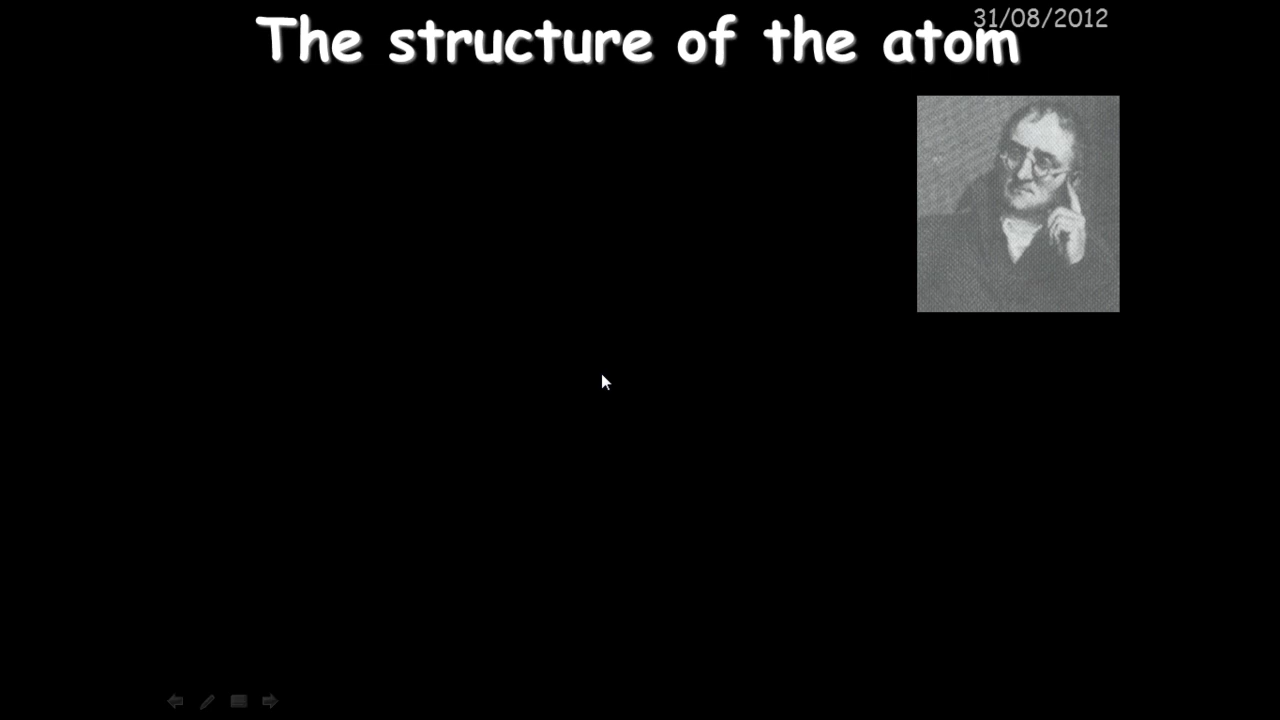 31/08/2012
The structure of the atom